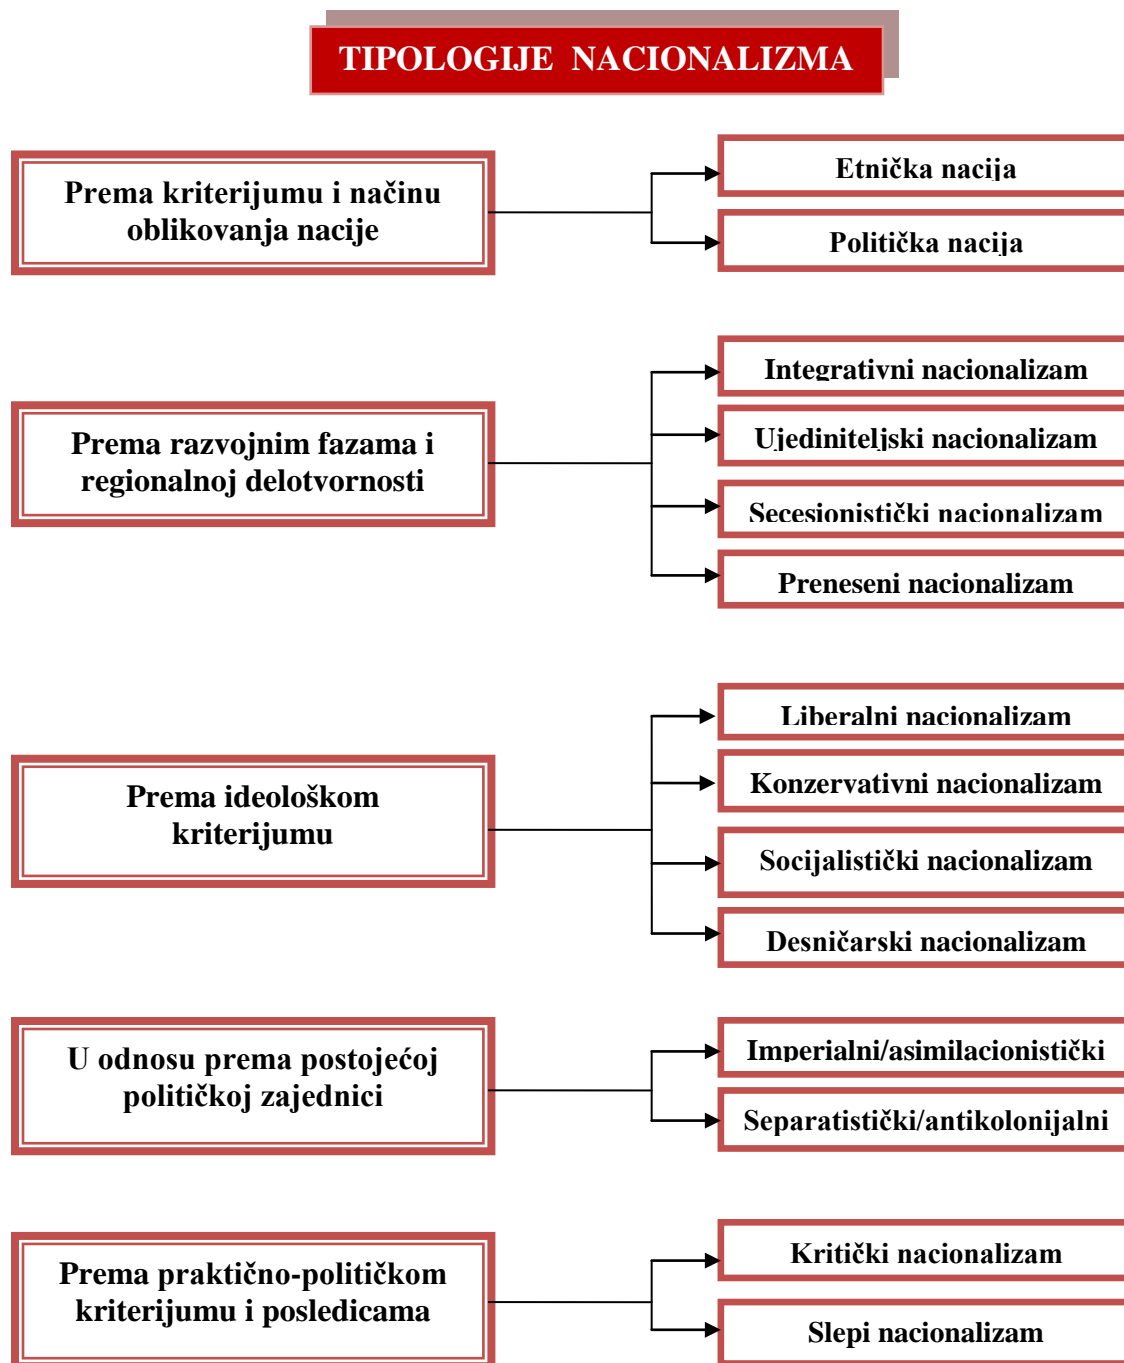 TIPOLOGIJE NACIONALIZMA
Prema kriterijumu i načinu
oblikovanja nacije
Etnička nacija
Politička nacija
Prema razvojnim fazama i
regionalnoj delotvornosti
Integrativni nacionalizam
Ujediniteljski nacionalizam
Secesionistički nacionalizam
Preneseni nacionalizam
Prema ideološkom
kriterijumu
Liberalni nacionalizam
Konzervativni nacionalizam
Socijalistički nacionalizam
Desničarski nacionalizam
U odnosu prema postojećoj
političkoj zajednici
Imperialni/asimilacionistički
Separatistički/antikolonijalni
Prema praktično-političkom
kriterijumu i posledicama
Kritički nacionalizam
Slepi nacionalizam